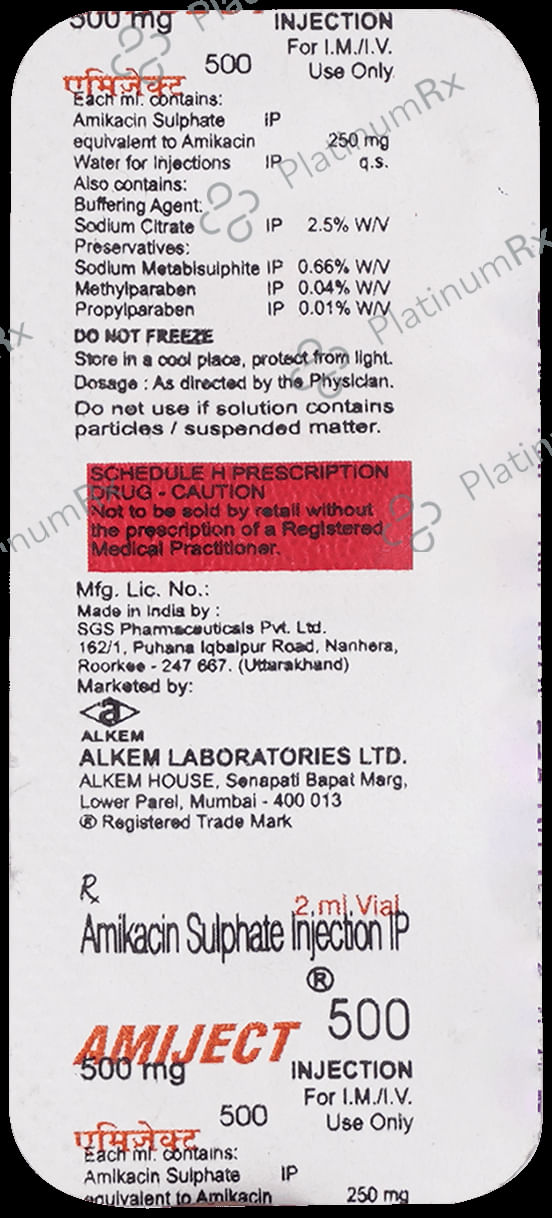 500 mg INJECTION
For I.M./I.V.
500 Use Only
एमिजेक्ट
Each ml. contains:
Amikacin Sulphate IP
equivalent to Amikacin 250 mg
Water for Injections IP q.s.
Also contains:
Buffering Agent:
Sodium Citrate IP 2.5% W/V
Preservatives:
Sodium Metabisulphite IP 0.66% W/V
Methylparaben IP 0.04% W/V
Propylparaben IP 0.01% W/V
DO NOT FREEZE
Store in a cool place, protect from light.
Dosage : As directed by the Physician.
Do not use if solution contains
particles / suspended matter.
SCHEDULE H PRESCRIPTION
DRUG - CAUTION
Not to be sold by retail without
the prescription of a Registered
Medical Practitioner.
Mfg. Lic. No.:
Made in India by :
SGS Pharmaceuticals Pvt. Ltd.
162/1, Puhana Iqbalpur Road, Nanhera,
Roorkee - 247 667. (Uttarakhand)
Marketed by:
a
ALKEM
ALKEM LABORATORIES LTD.
ALKEM HOUSE, Senapati Bapat Marg,
Lower Parel, Mumbai - 400 013
® Registered Trade Mark
Rx
2 ml. Vial
Amikacin Sulphate Injection IP
®
AMIJECT 500
500 mg INJECTION
For I.M./I.V.
500 Use Only
एमिजेक्ट
Each ml. contains:
Amikacin Sulphate IP
equivalent to Amikacin 250 mg
PlatinumRx
PlatinumRx
PlatinumRx